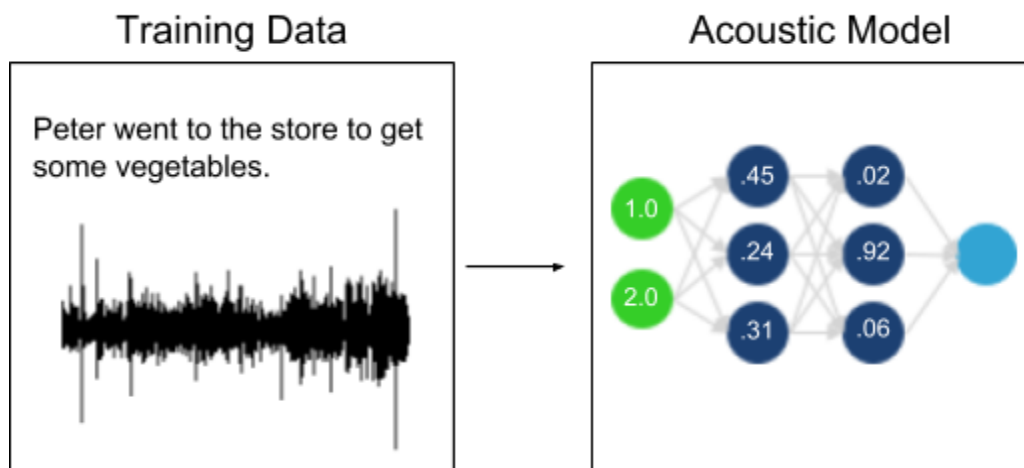 Training Data
Acoustic Model
Peter went to the store to get
some vegetables.
1.0
2.0
.45
.24
.31
.02
.92
.06